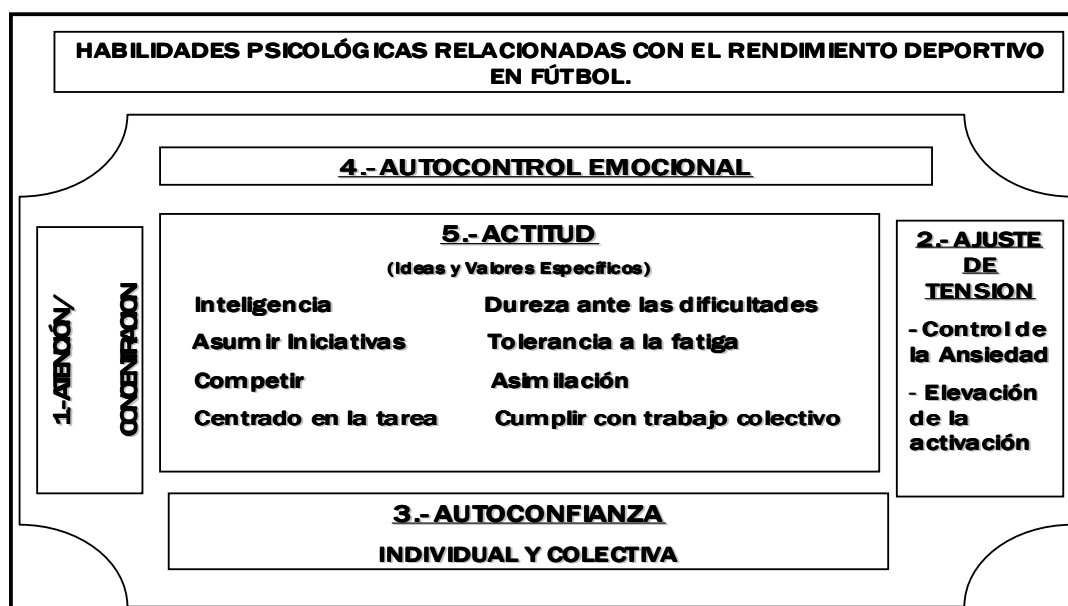 HABILIDADES PSICOLÓGICAS RELACIONADAS CON EL RENDIMIENTO DEPORTIVO
EN FÚTBOL.
4.- AUTOCONTROL EMOCIONAL
1.- ATENCIÓN/
CONCENTRACION
5.- ACTITUD
(Ideas y Valores Específicos)
Inteligencia Dureza ante las dificultades
Asumir Iniciativas Tolerancia a la fatiga
Competir Asimilación
Centrado en la tarea Cumplir con trabajo colectivo
2.- AJUSTE
DE
TENSION
- Control de
la Ansiedad
- Elevación
de la
activación
3.- AUTOCONFIANZA
INDIVIDUAL Y COLECTIVA